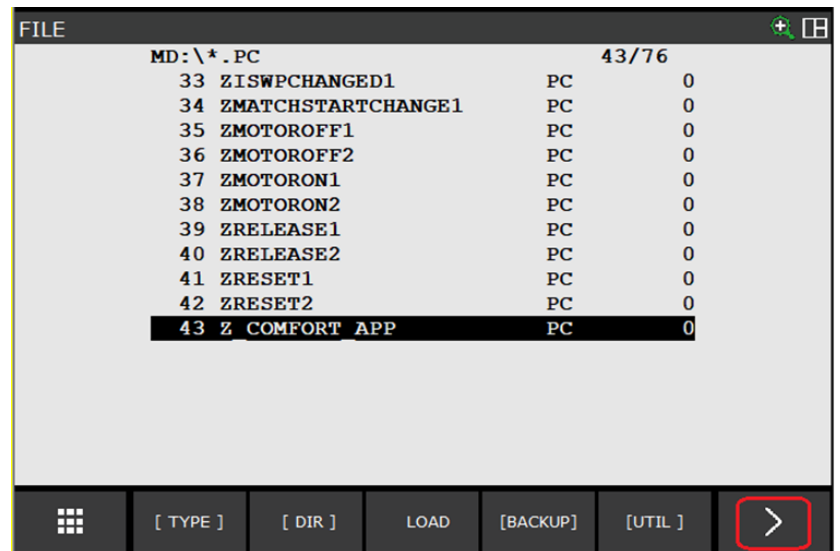 FILE
MD:\*.PC 43/76
33 ZISWPCHANGED1 PC 0
34 ZMATCHSTARTCHANGE1 PC 0
35 ZMOTOROFF1 PC 0
36 ZMOTOROFF2 PC 0
37 ZMOTORON1 PC 0
38 ZMOTORON2 PC 0
39 ZRELEASE1 PC 0
40 ZRELEASE2 PC 0
41 ZRESET1 PC 0
42 ZRESET2 PC 0
43 Z_COMFORT_APP PC 0
[ TYPE ] [ DIR ] LOAD [BACKUP] [UTIL ] >